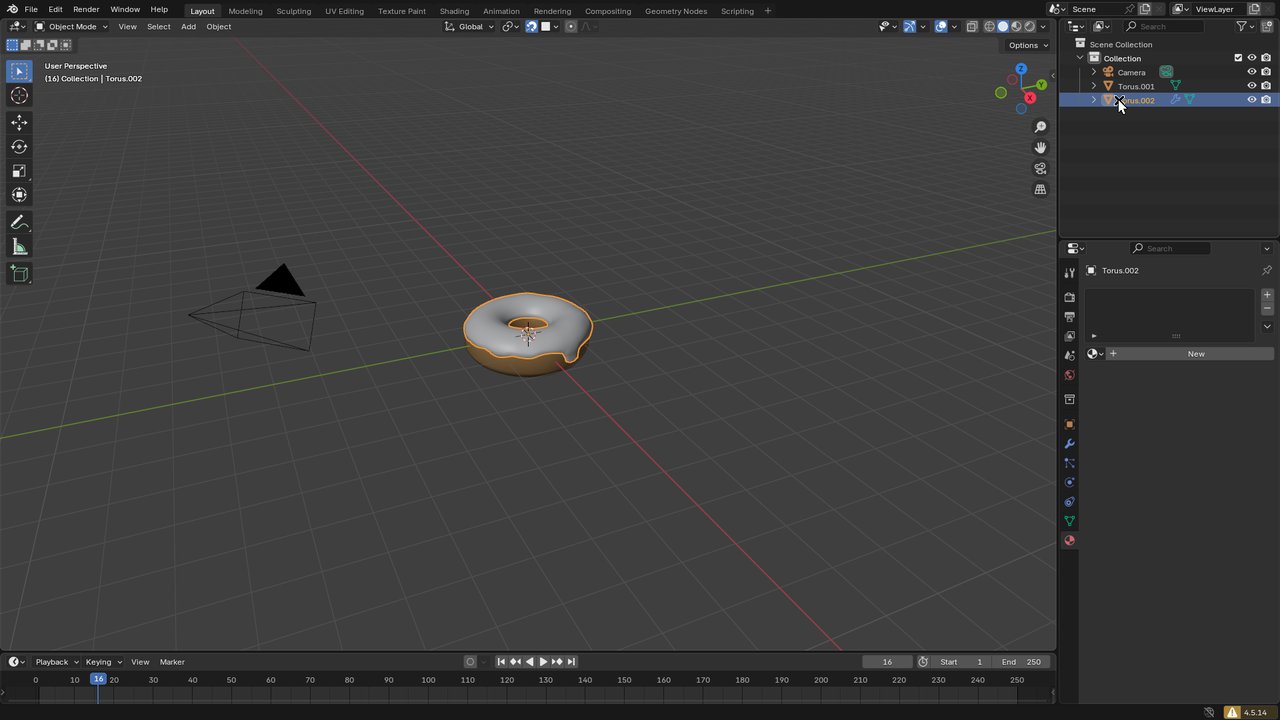 File Edit Render Window Help Layout Modeling Sculpting UV Editing Texture Paint Shading Animation Rendering Compositing Geometry Nodes Scripting + Scene ViewLayer
Object Mode View Select Add Object Global Search
Options
User Perspective
(16) Collection | Torus.002
Z
Y
X
Scene Collection
Collection
Camera
Torus.001
Search
Torus.002
+
−
+ New
Playback Keying View Marker 16 Start 1 End 250
0 10 16 20 30 40 50 60 70 80 90 100 110 120 130 140 150 160 170 180 190 200 210 220 230 240 250
4.5.14